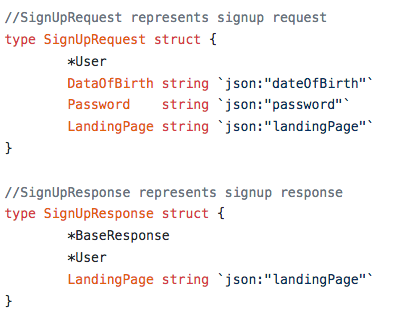 //SignUpRequest represents signup request
type SignUpRequest struct {
        *User
        DataOfBirth string `json:"dateOfBirth"`
        Password    string `json:"password"`
        LandingPage string `json:"landingPage"`
}

//SignUpResponse represents signup response
type SignUpResponse struct {
        *BaseResponse
        *User
        LandingPage string `json:"landingPage"`
}